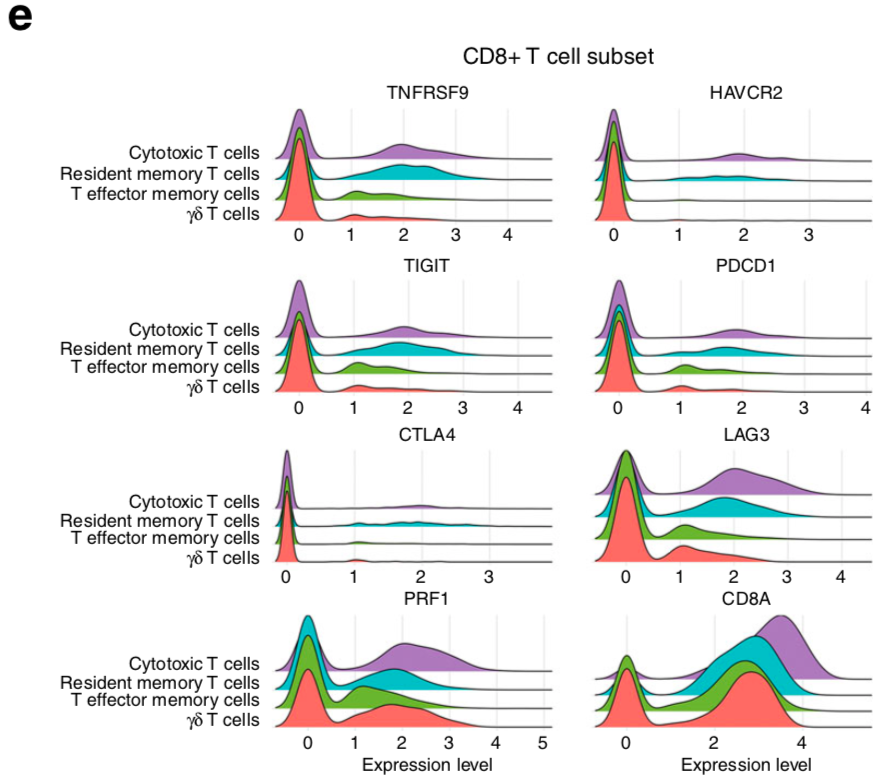 e
CD8+ T cell subset
TNFRSF9
Cytotoxic T cells
Resident memory T cells
T effector memory cells
γδ T cells
0 1 2 3 4
HAVCR2
0 1 2 3
TIGIT
Cytotoxic T cells
Resident memory T cells
T effector memory cells
γδ T cells
0 1 2 3 4
PDCD1
0 1 2 3 4
CTLA4
Cytotoxic T cells
Resident memory T cells
T effector memory cells
γδ T cells
0 1 2 3
LAG3
0 1 2 3 4
PRF1
Cytotoxic T cells
Resident memory T cells
T effector memory cells
γδ T cells
0 1 2 3 4 5
Expression level
CD8A
0 2 4
Expression level